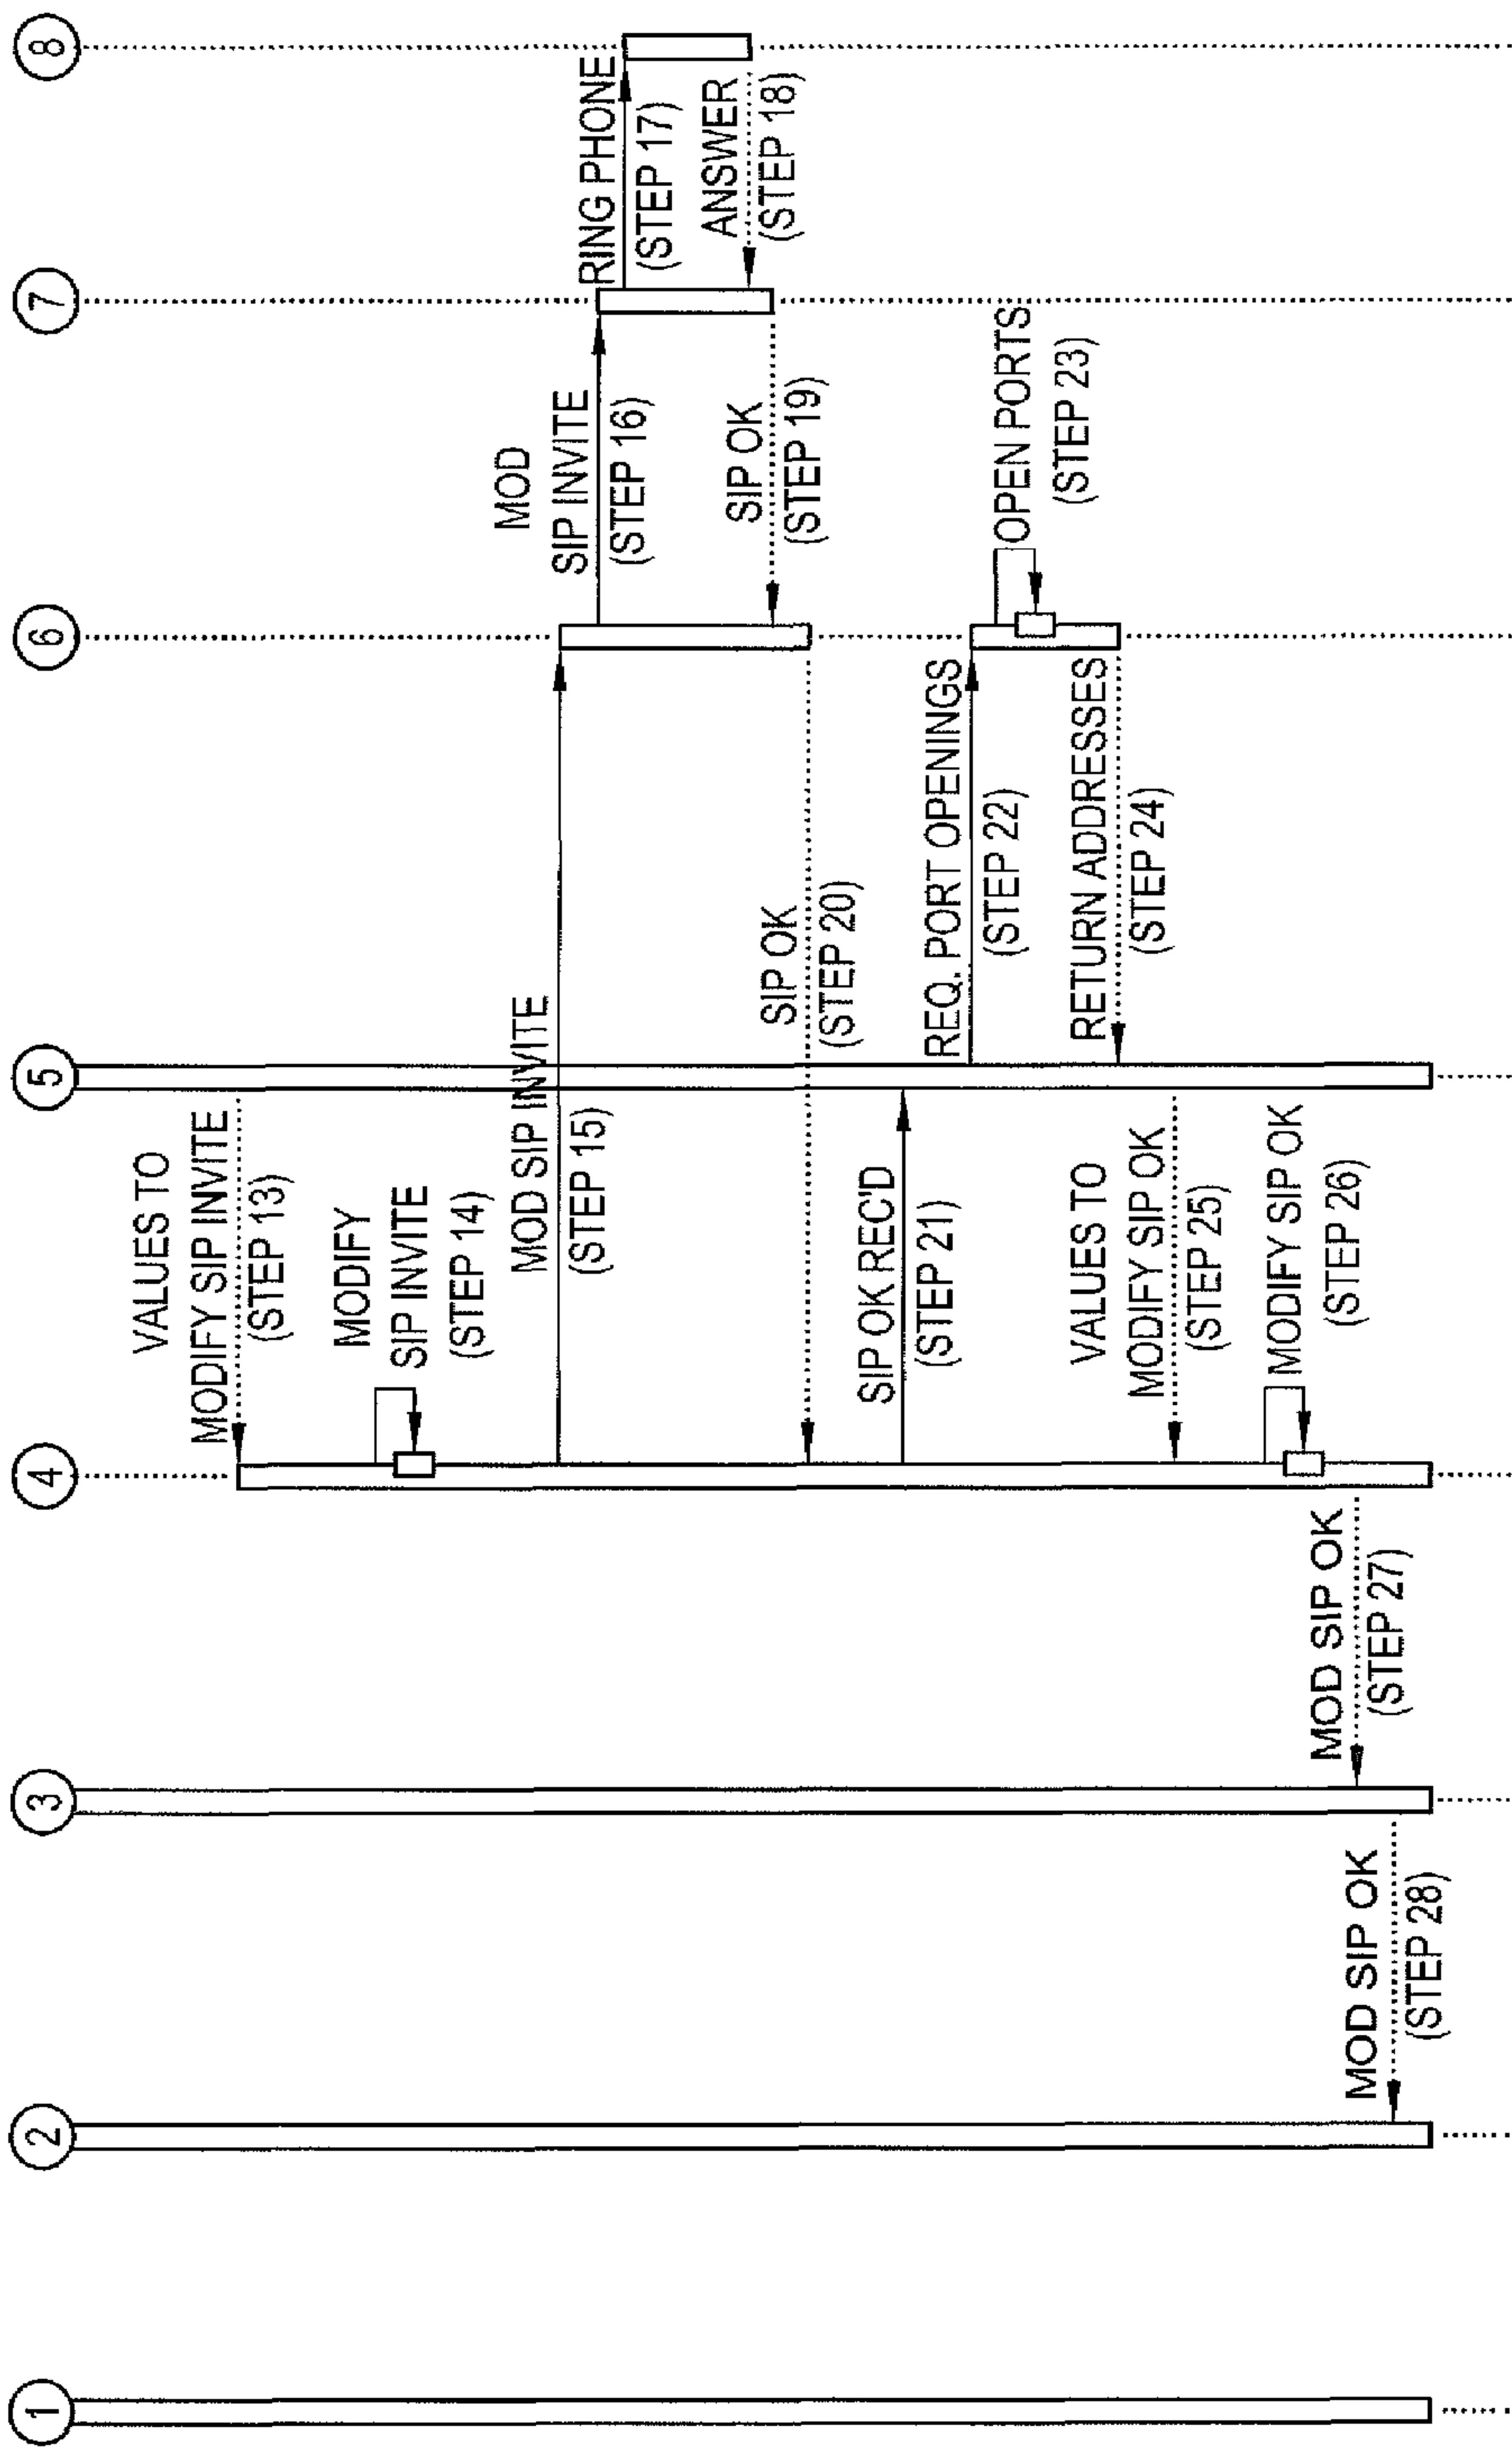 1
2
3
4
5
6
7
8
VALUES TO
MODIFY SIP INVITE
(STEP 13)
MODIFY
SIP INVITE
(STEP 14)
MOD SIP INVITE
(STEP 15)
MOD
SIP INVITE
(STEP 16)
RING PHONE
(STEP 17)
ANSWER
(STEP 18)
SIP OK
(STEP 19)
SIP OK
(STEP 20)
SIP OK REC'D
(STEP 21)
REQ. PORT OPENINGS
(STEP 22)
OPEN PORTS
(STEP 23)
RETURN ADDRESSES
(STEP 24)
VALUES TO
MODIFY SIP OK
(STEP 25)
MODIFY SIP OK
(STEP 26)
MOD SIP OK
(STEP 27)
MOD SIP OK
(STEP 28)